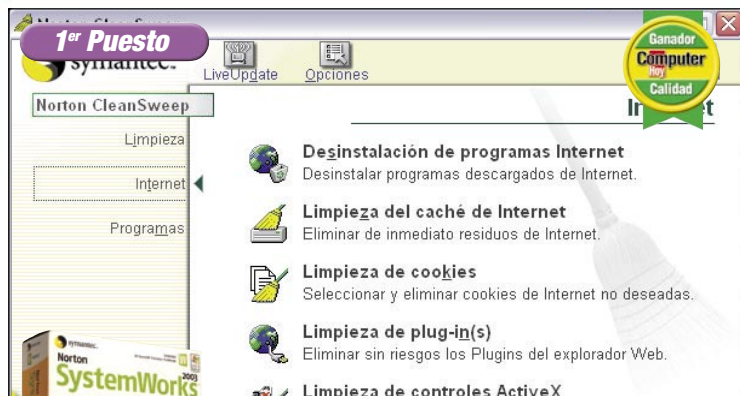 1er Puesto
symantec.
LiveUpdate
Opciones
Ganador
Computer
Hoy
Calidad
Norton CleanSweep
Limpieza
Internet
Programas
Desinstalación de programas Internet
Desinstalar programas descargados de Internet.
Limpieza del caché de Internet
Eliminar de inmediato residuos de Internet.
Limpieza de cookies
Seleccionar y eliminar cookies de Internet no deseadas.
Limpieza de plug-in(s)
Eliminar sin riesgos los Plugins del explorador Web.
Limpieza de controles ActiveX
symantec.
Norton
SystemWorks
2003